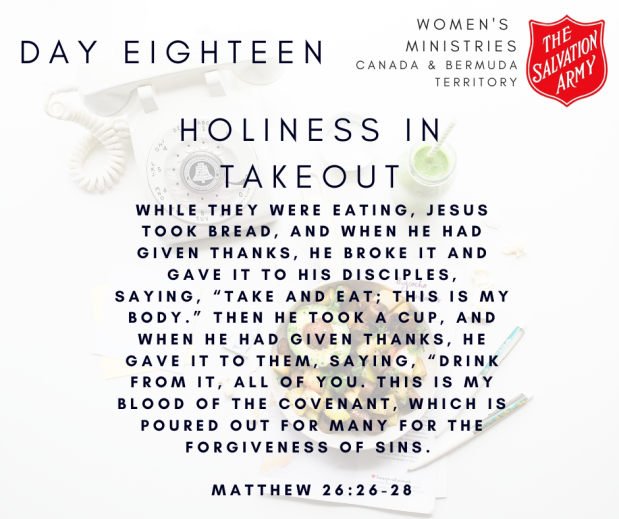 DAY EIGHTEEN
WOMEN'S
MINISTRIES
CANADA & BERMUDA
TERRITORY
THE
SALVATION
ARMY
HOLINESS IN
TAKEOUT
WHILE THEY WERE EATING, JESUS
TOOK BREAD, AND WHEN HE HAD
GIVEN THANKS, HE BROKE IT AND
GAVE IT TO HIS DISCIPLES,
SAYING, “TAKE AND EAT; THIS IS MY
BODY.” THEN HE TOOK A CUP, AND
WHEN HE HAD GIVEN THANKS, HE
GAVE IT TO THEM, SAYING, “DRINK
FROM IT, ALL OF YOU. THIS IS MY
BLOOD OF THE COVENANT, WHICH IS
POURED OUT FOR MANY FOR THE
FORGIVENESS OF SINS.
MATTHEW 26:26-28